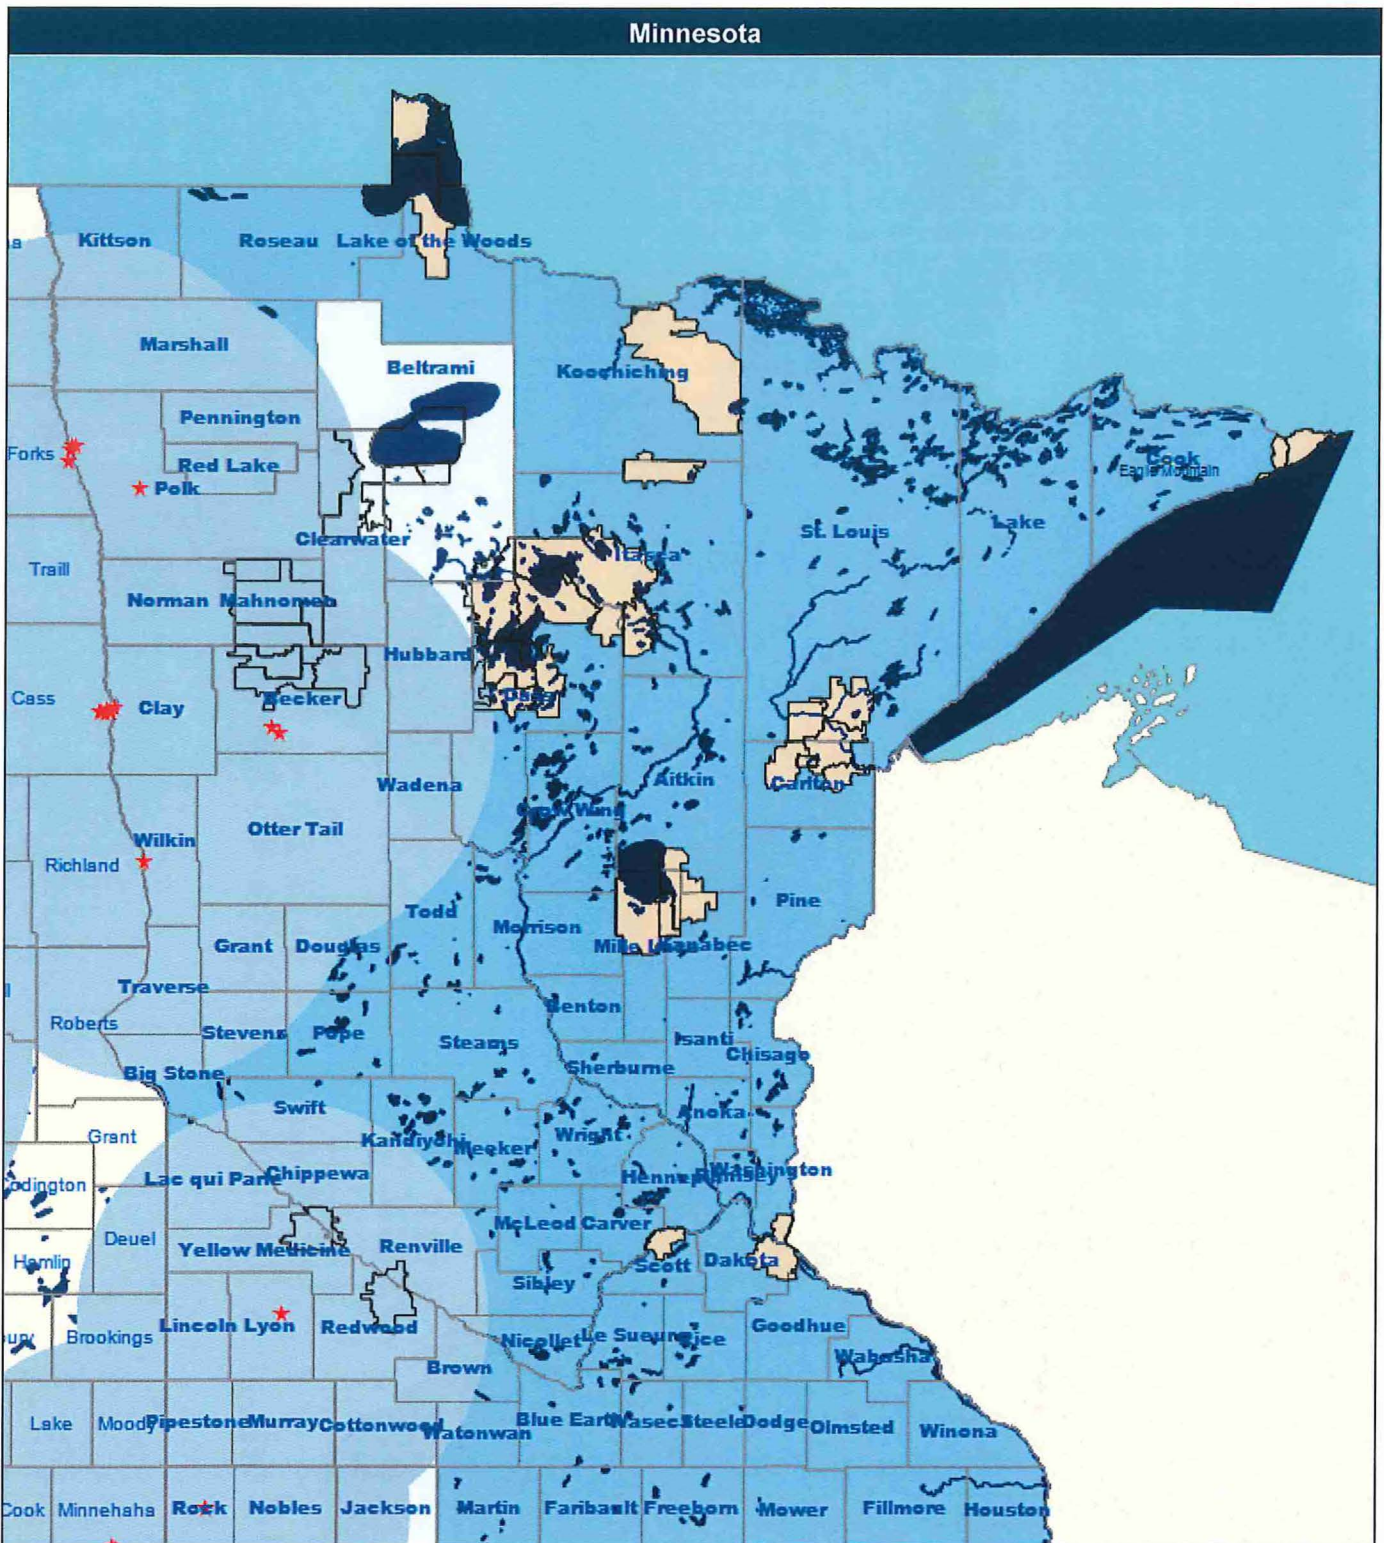 Minnesota
Kittson
Roseau
Lake of the Woods
Marshall
Beltrami
Koochiching
Pennington
Forks
Red Lake
Polk
Cook
Eagle Mountain
Lake
St. Louis
Clearwater
Itasca
Traill
Norman
Mahnomen
Hubbard
Cass
Clay
Becker
Cass
Aitkin
Carlton
Wadena
Crow Wing
Otter Tail
Wilkin
Richland
Pine
Todd
Morrison
Grant
Douglas
Mille Lacs
Kanabec
Traverse
Benton
Roberts
Stevens
Pope
Stearns
Isanti
Chisago
Sherburne
Big Stone
Swift
Anoka
Grant
Kandiyohi
Meeker
Wright
Lac qui Parle
Chippewa
Hennepin
Ramsey
Washington
odington
McLeod
Carver
Deuel
Yellow Medicine
Renville
Hamlin
Scott
Dakota
Sibley
Lincoln
Lyon
Redwood
Brookings
Nicollet
Le Sueur
Rice
Goodhue
Wabasha
Brown
Lake
Moody
Pipestone
Murray
Cottonwood
Watonwan
Blue Earth
Waseca
Steele
Dodge
Olmsted
Winona
Cook
Minnehaha
Rock
Nobles
Jackson
Martin
Faribault
Freeborn
Mower
Fillmore
Houston